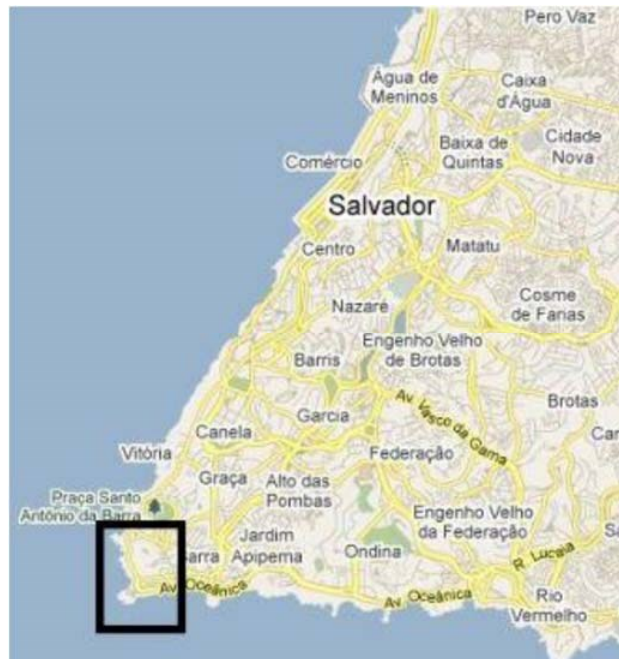 Pero Vaz
Água de
Meninos
Caixa
d'Água
Baixa de
Quintas
Cidade
Nova
Comércio
Salvador
Centro
Matatu
Nazaré
Cosme
de Farias
Engenho Velho
de Brotas
Barris
Brotas
Garcia
Av. Vasco da Gama
Canela
Vitória
Federação
Graça
Alto das
Pombas
Praça Santo
Antônio da Barra
Engenho Velho
da Federação
Jardim
Apipema
Barra
Ondina
R. Lucaia
Av. Oceânica
Av. Oceânica
Rio
Vermelho